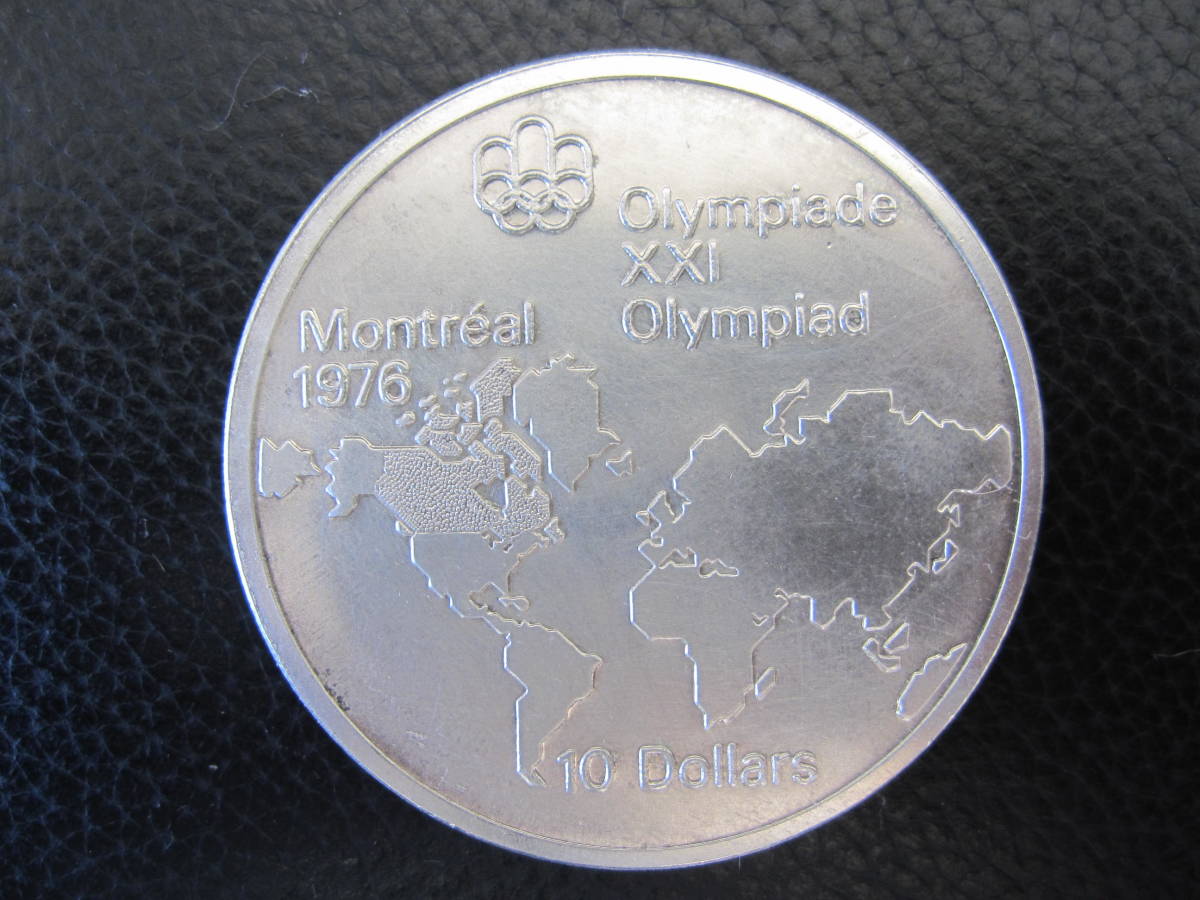 Olympiade
XXI
Olympiad
Montréal
1976
10 Dollars